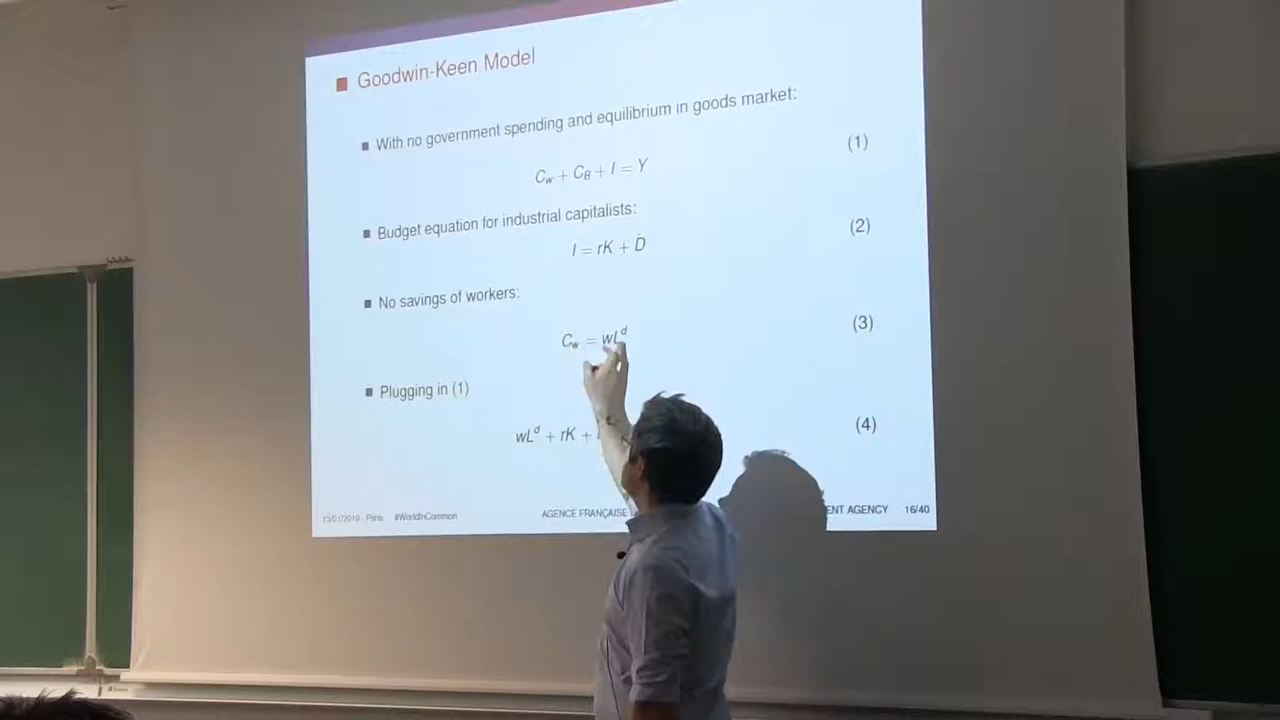 Goodwin-Keen Model
With no government spending and equilibrium in goods market:
C_w + C_B + I = Y (1)
Budget equation for industrial capitalists:
I = rK + Ḋ (2)
No savings of workers:
C_w = wL^d (3)
Plugging in (1)
wL^d + rK + (4)
15/01/2019 - Paris #WorldInCommon AGENCE FRANÇAISE ENT AGENCY 16/40